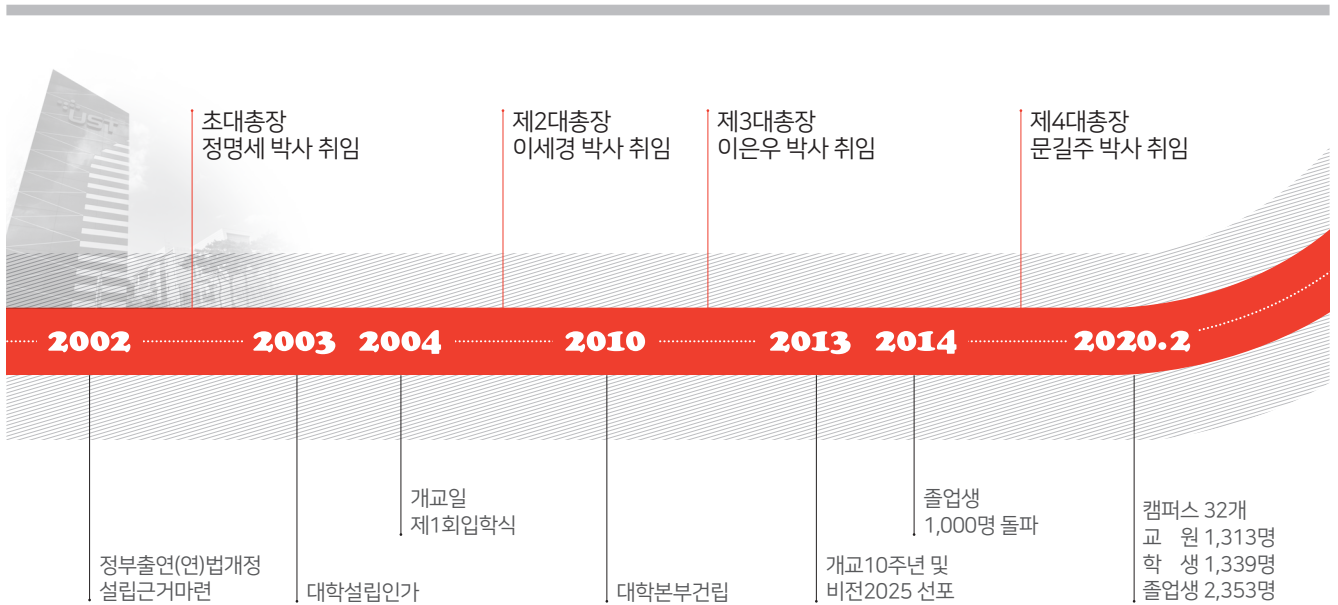 UST
초대총장
정명세 박사 취임
제2대총장
이세경 박사 취임
제3대총장
이은우 박사 취임
제4대총장
문길주 박사 취임
2002
2003
2004
2010
2013
2014
2020.2
정부출연(연)법개정
설립근거마련
대학설립인가
개교일
제1회입학식
대학본부건립
개교10주년 및
비전2025 선포
졸업생
1,000명 돌파
캠퍼스 32개
교 원 1,313명
학 생 1,339명
졸업생 2,353명